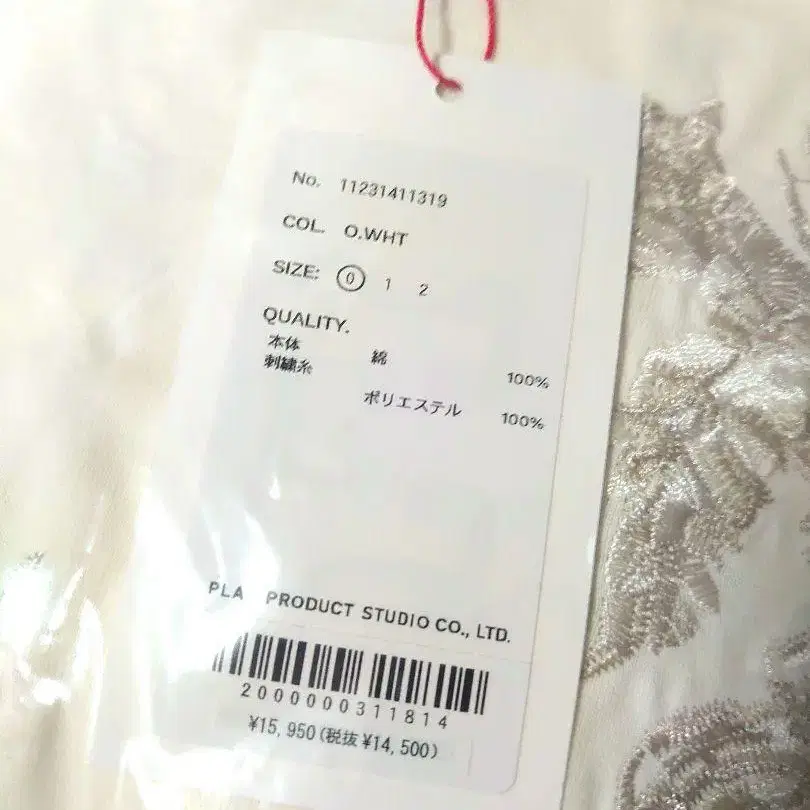 No. 11231411319
COL. O.WHT
SIZE: 0 1 2
QUALITY.
本体 綿 100%
刺繍糸
ポリエステル 100%
PLA PRODUCT STUDIO CO., LTD.
2000000311814
¥15,950(税抜¥14,500)